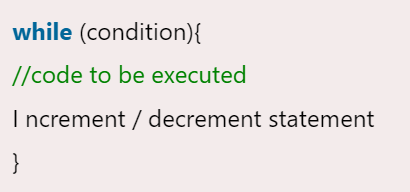 while (condition){
//code to be executed
I ncrement / decrement statement
}